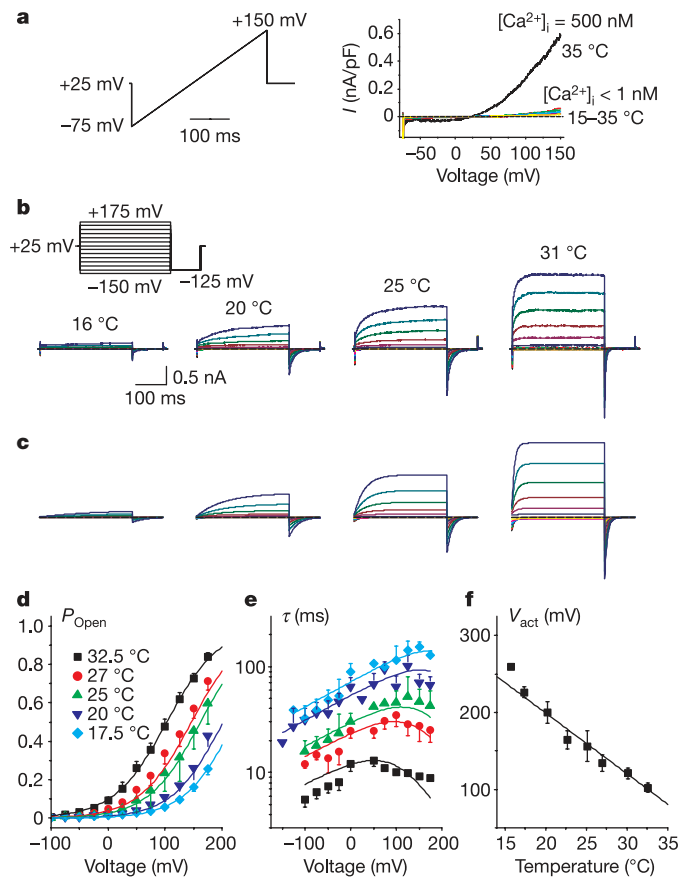 a
+150 mV
+25 mV
−75 mV
100 ms
I (nA/pF)
0.6
0.4
0.2
0
[Ca2+]i = 500 nM
35 °C
[Ca2+]i < 1 nM
15–35 °C
−50 0 50 100 150
Voltage (mV)
b
+175 mV
+25 mV
−150 mV
−125 mV
16 °C
20 °C
25 °C
31 °C
0.5 nA
100 ms
c
d
POpen
1.0
0.8
0.6
0.4
0.2
0
32.5 °C
27 °C
25 °C
20 °C
17.5 °C
−100 0 100 200
Voltage (mV)
e
τ (ms)
100
10
−100 0 100 200
Voltage (mV)
f
Vact (mV)
300
200
100
0
15 20 25 30 35
Temperature (°C)